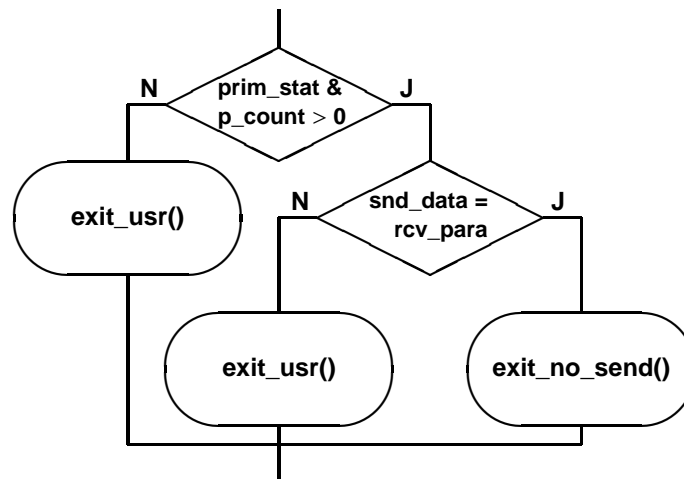 N
prim_stat &
p_count > 0
J
exit_usr()
N
snd_data =
rcv_para
J
exit_usr()
exit_no_send()